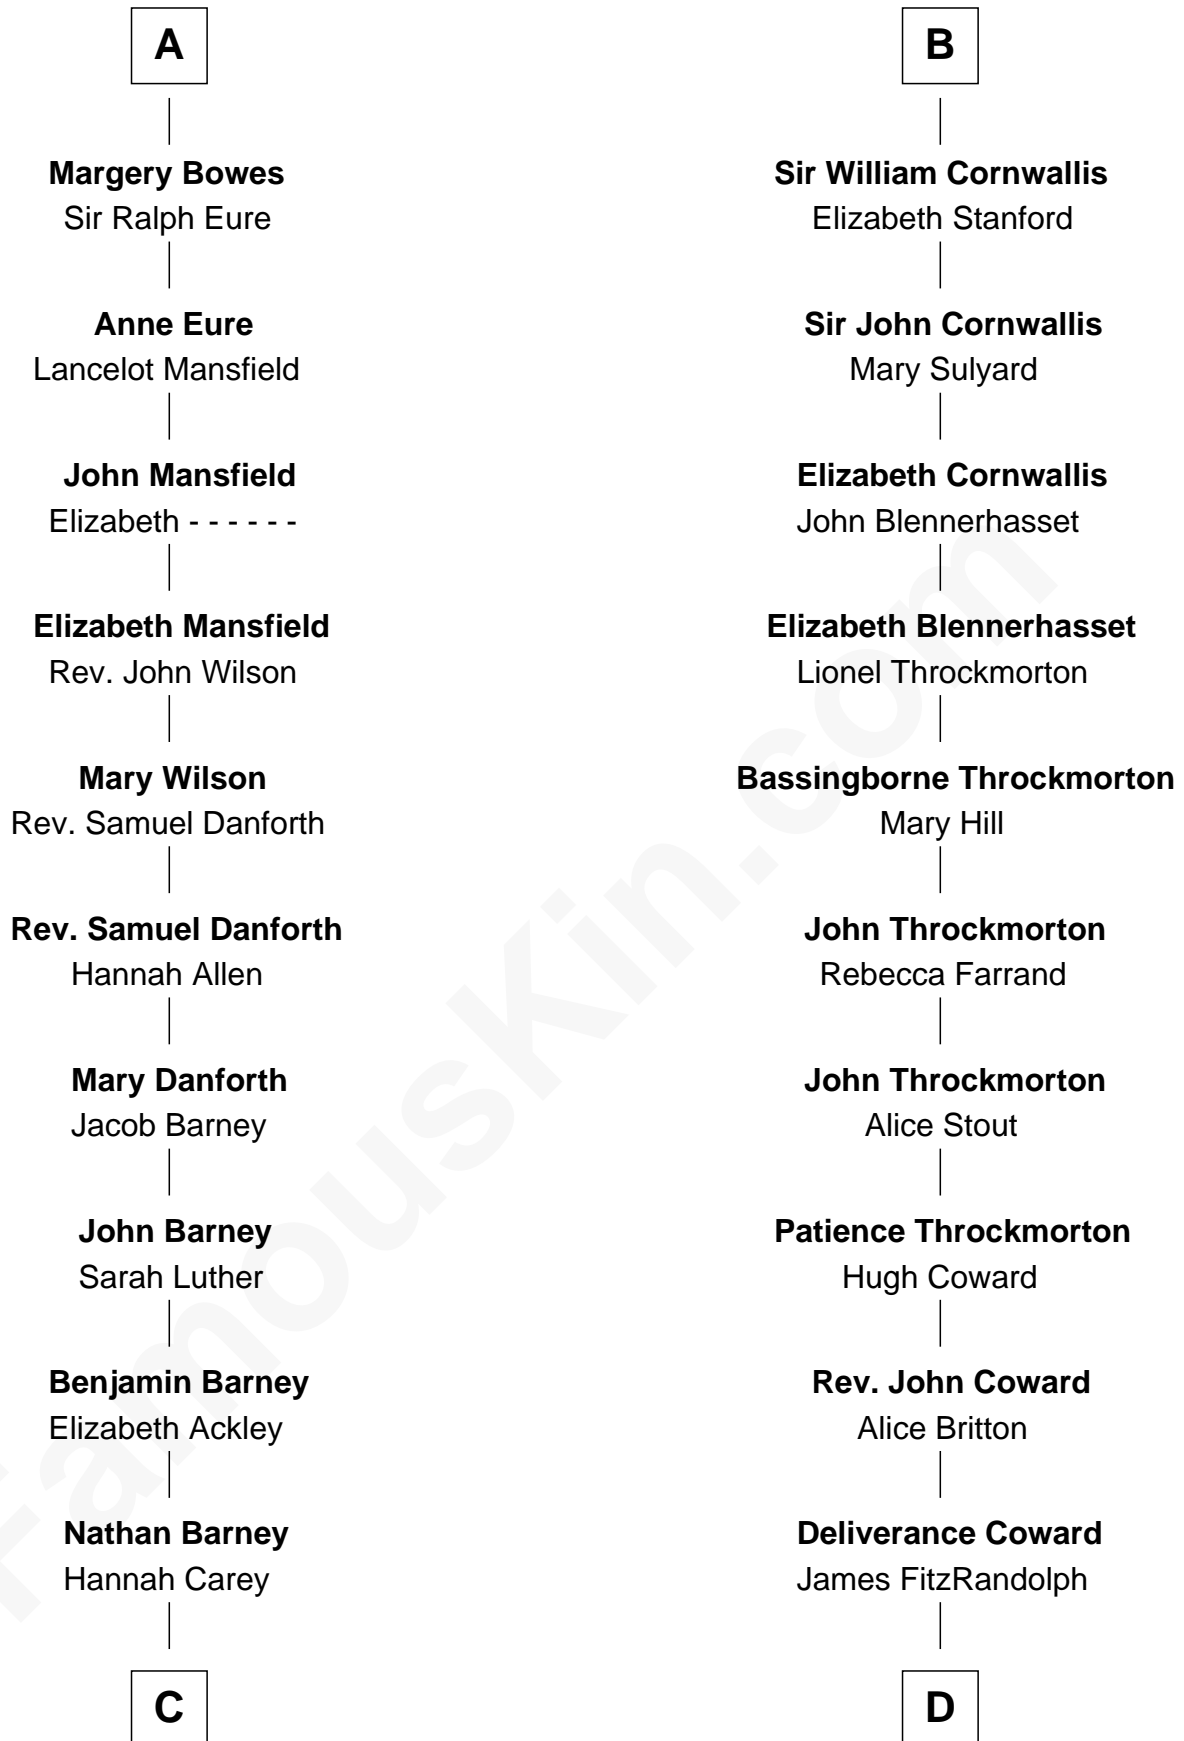 A
Margery Bowes
Sir Ralph Eure
Anne Eure
Lancelot Mansfield
John Mansfield
Elizabeth - - - - - -
Elizabeth Mansfield
Rev. John Wilson
Mary Wilson
Rev. Samuel Danforth
Rev. Samuel Danforth
Hannah Allen
Mary Danforth
Jacob Barney
John Barney
Sarah Luther
Benjamin Barney
Elizabeth Ackley
Nathan Barney
Hannah Carey
C
B
Sir William Cornwallis
Elizabeth Stanford
Sir John Cornwallis
Mary Sulyard
Elizabeth Cornwallis
John Blennerhasset
Elizabeth Blennerhasset
Lionel Throckmorton
Bassingborne Throckmorton
Mary Hill
John Throckmorton
Rebecca Farrand
John Throckmorton
Alice Stout
Patience Throckmorton
Hugh Coward
Rev. John Coward
Alice Britton
Deliverance Coward
James FitzRandolph
D
FamousKin.com